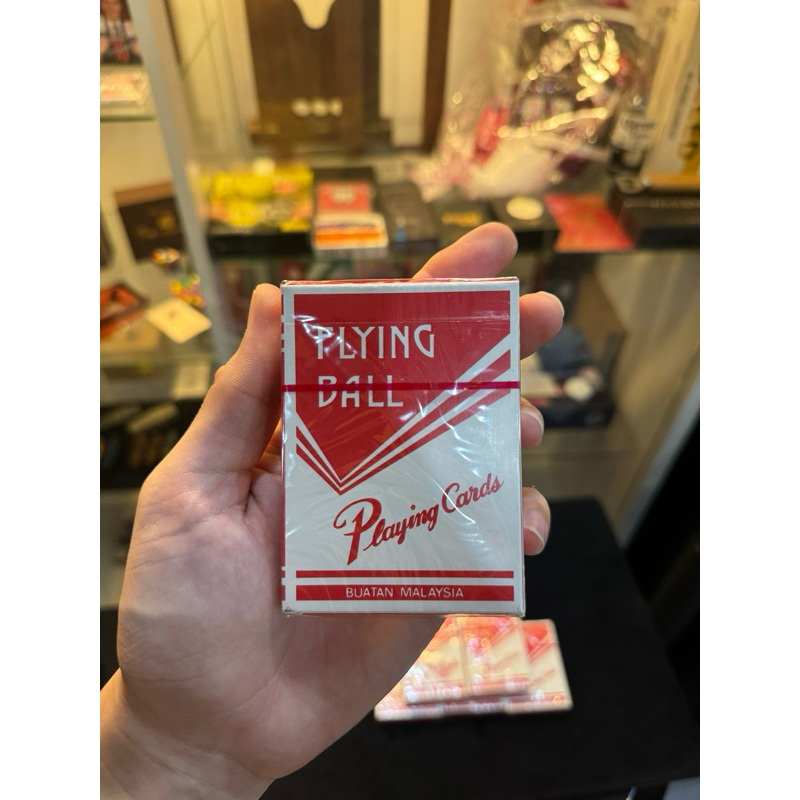 FLYING
BALL
Playing Cards
BUATAN MALAYSIA